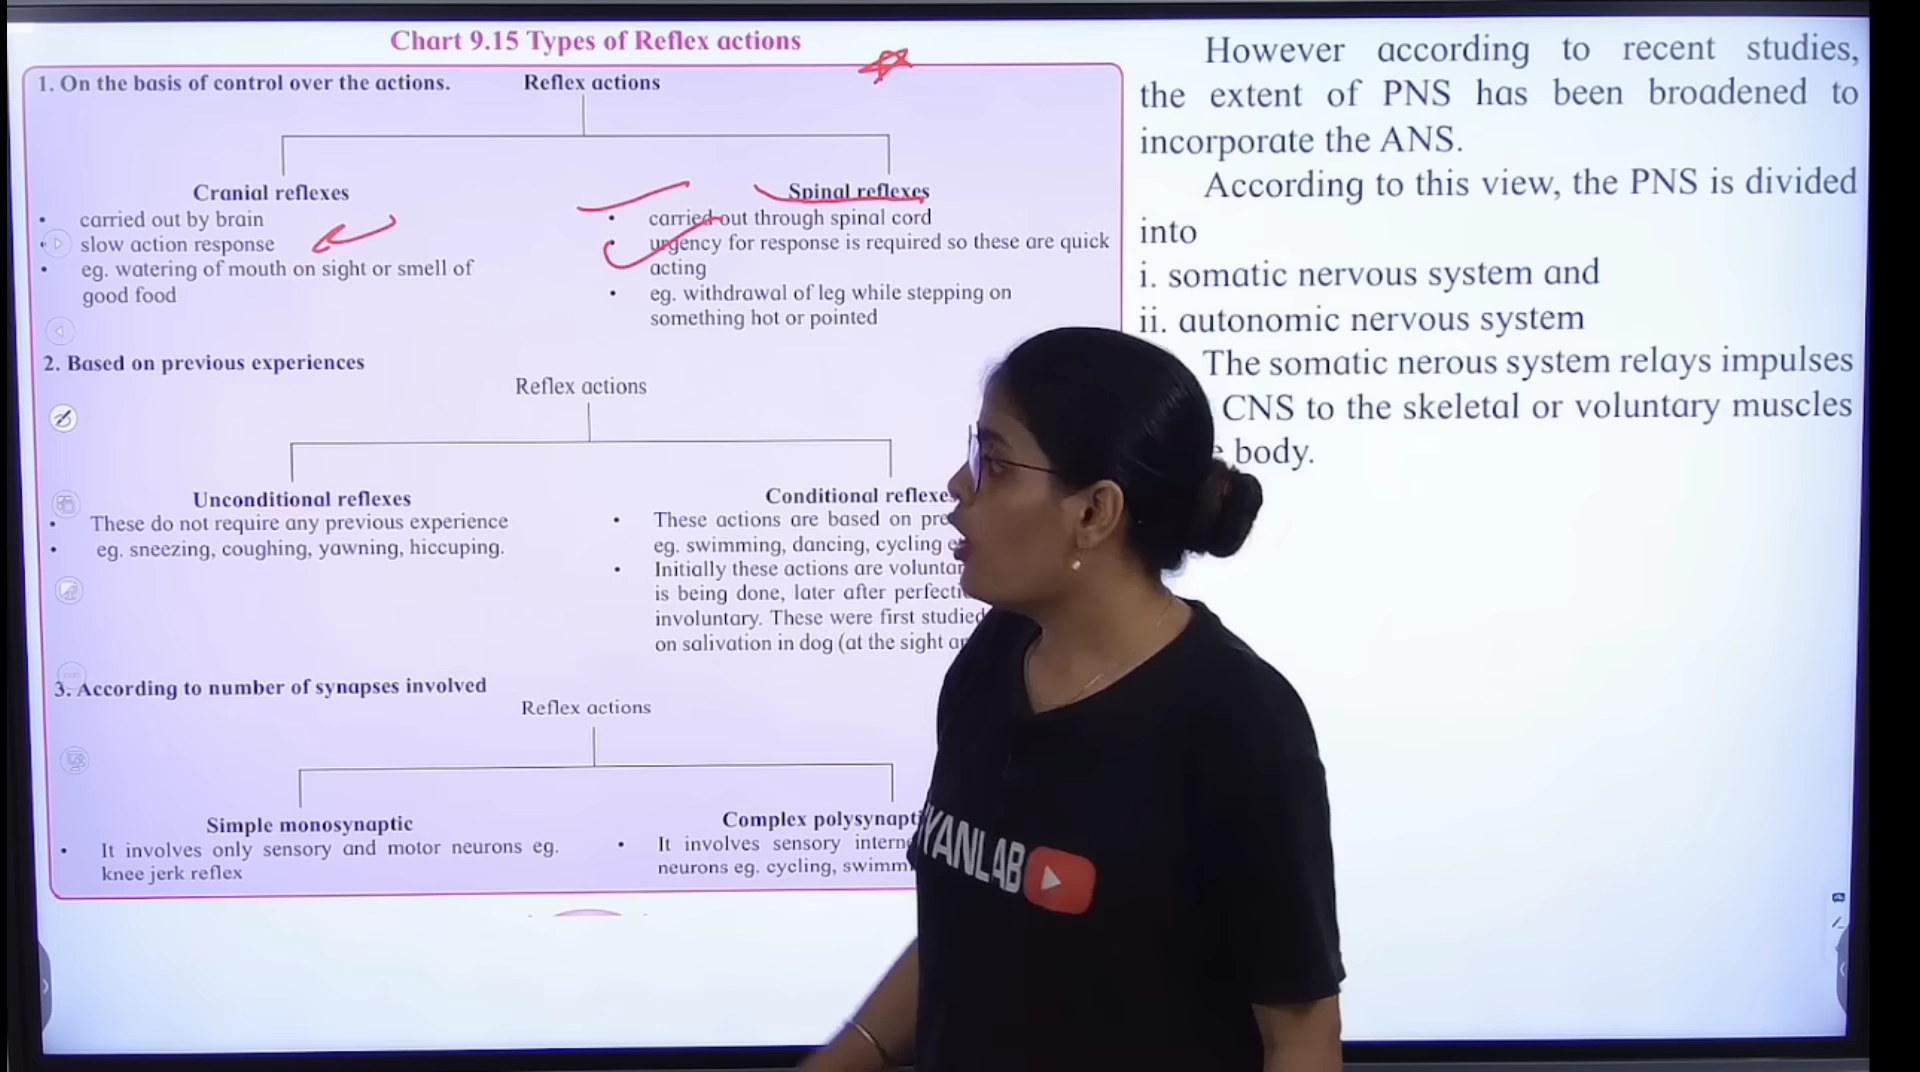 Chart 9.15 Types of Reflex actions
1. On the basis of control over the actions.
Reflex actions
Cranial reflexes
• carried out by brain
• slow action response
• eg. watering of mouth on sight or smell of
good food
Spinal reflexes
• carried out through spinal cord
• urgency for response is required so these are quick
acting
• eg. withdrawal of leg while stepping on
something hot or pointed
2. Based on previous experiences
Reflex actions
Unconditional reflexes
• These do not require any previous experience
• eg. sneezing, coughing, yawning, hiccuping.
Conditional
• These actions are based on
eg. swimming, dancing, cycling
• Initially these actions are
is being done, later after
involuntary. These were first studied
on salivation in dog (at the sight
3. According to number of synapses involved
Reflex actions
Simple monosynaptic
• It involves only sensory and motor neurons eg.
knee jerk reflex
Complex
• It involves sensory
neurons eg. cycling,
However according to recent studies,
the extent of PNS has been broadened to
incorporate the ANS.
According to this view, the PNS is divided
into
i. somatic nervous system and
ii. autonomic nervous system
The somatic nerous system relays impulses
CNS to the skeletal or voluntary muscles
body.
YANLAB